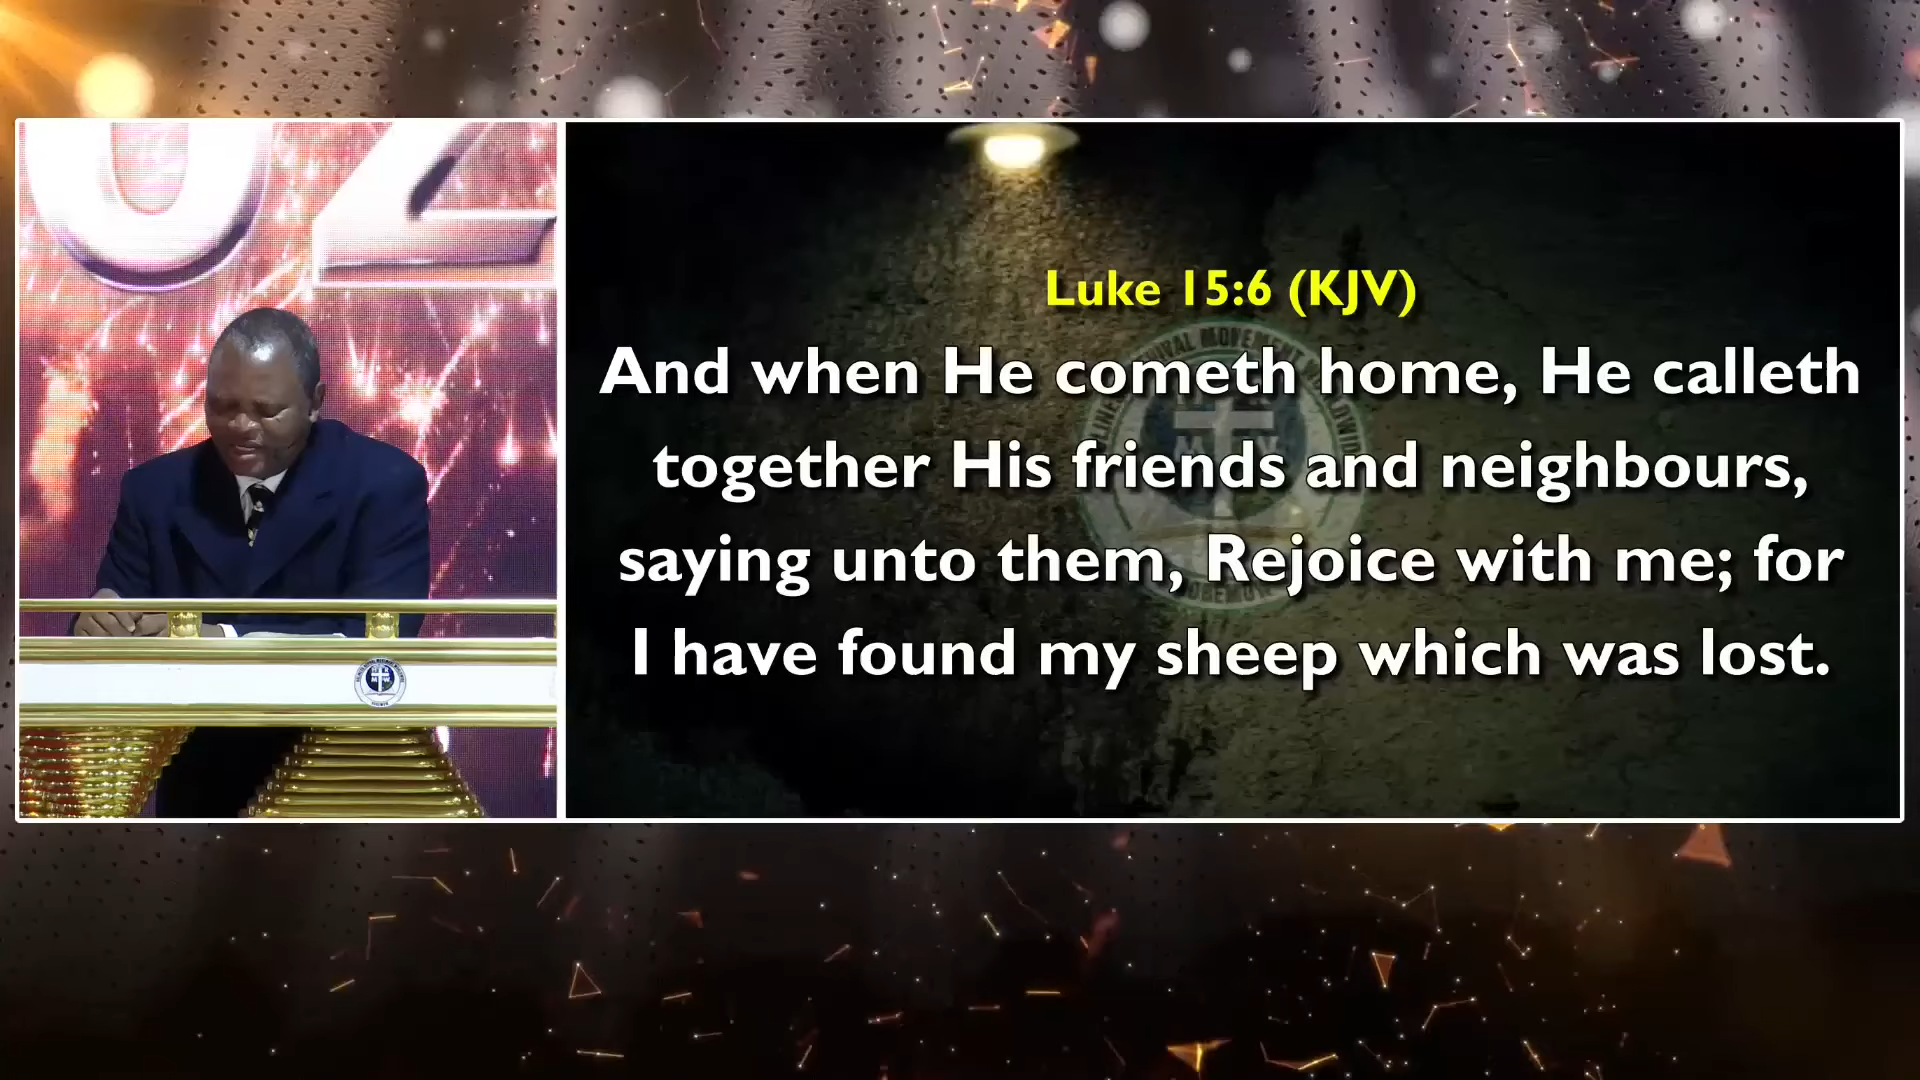 Luke 15:6 (KJV)
And when He cometh home, He calleth
together His friends and neighbours,
saying unto them, Rejoice with me; for
I have found my sheep which was lost.